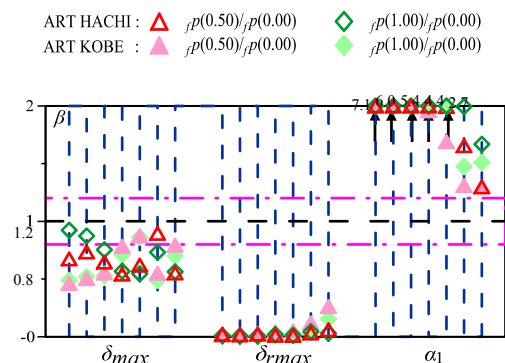 ART HACHI : fp(0.50)/fp(0.00) fp(1.00)/fp(0.00)
ART KOBE : fp(0.50)/fp(0.00) fp(1.00)/fp(0.00)
2
β
1
1.2
0.8
-0
δmax
δrmax
α1